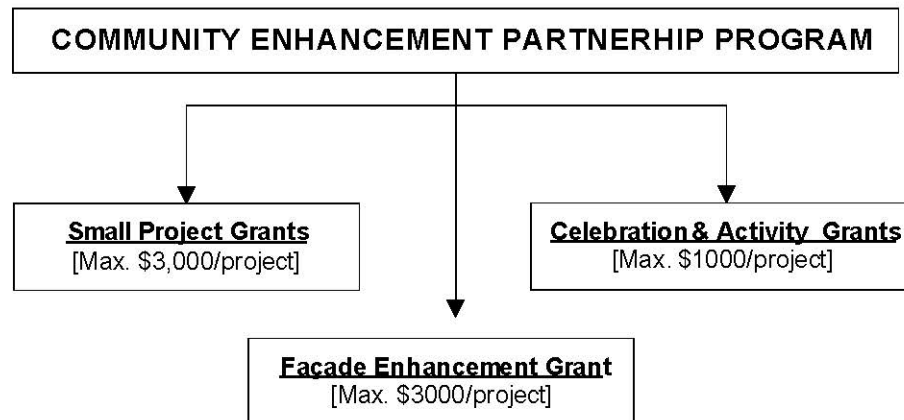 COMMUNITY ENHANCEMENT PARTNERHIP PROGRAM
Small Project Grants
[Max. $3,000/project]
Celebration & Activity Grants
[Max. $1000/project]
Façade Enhancement Grant
[Max. $3000/project]